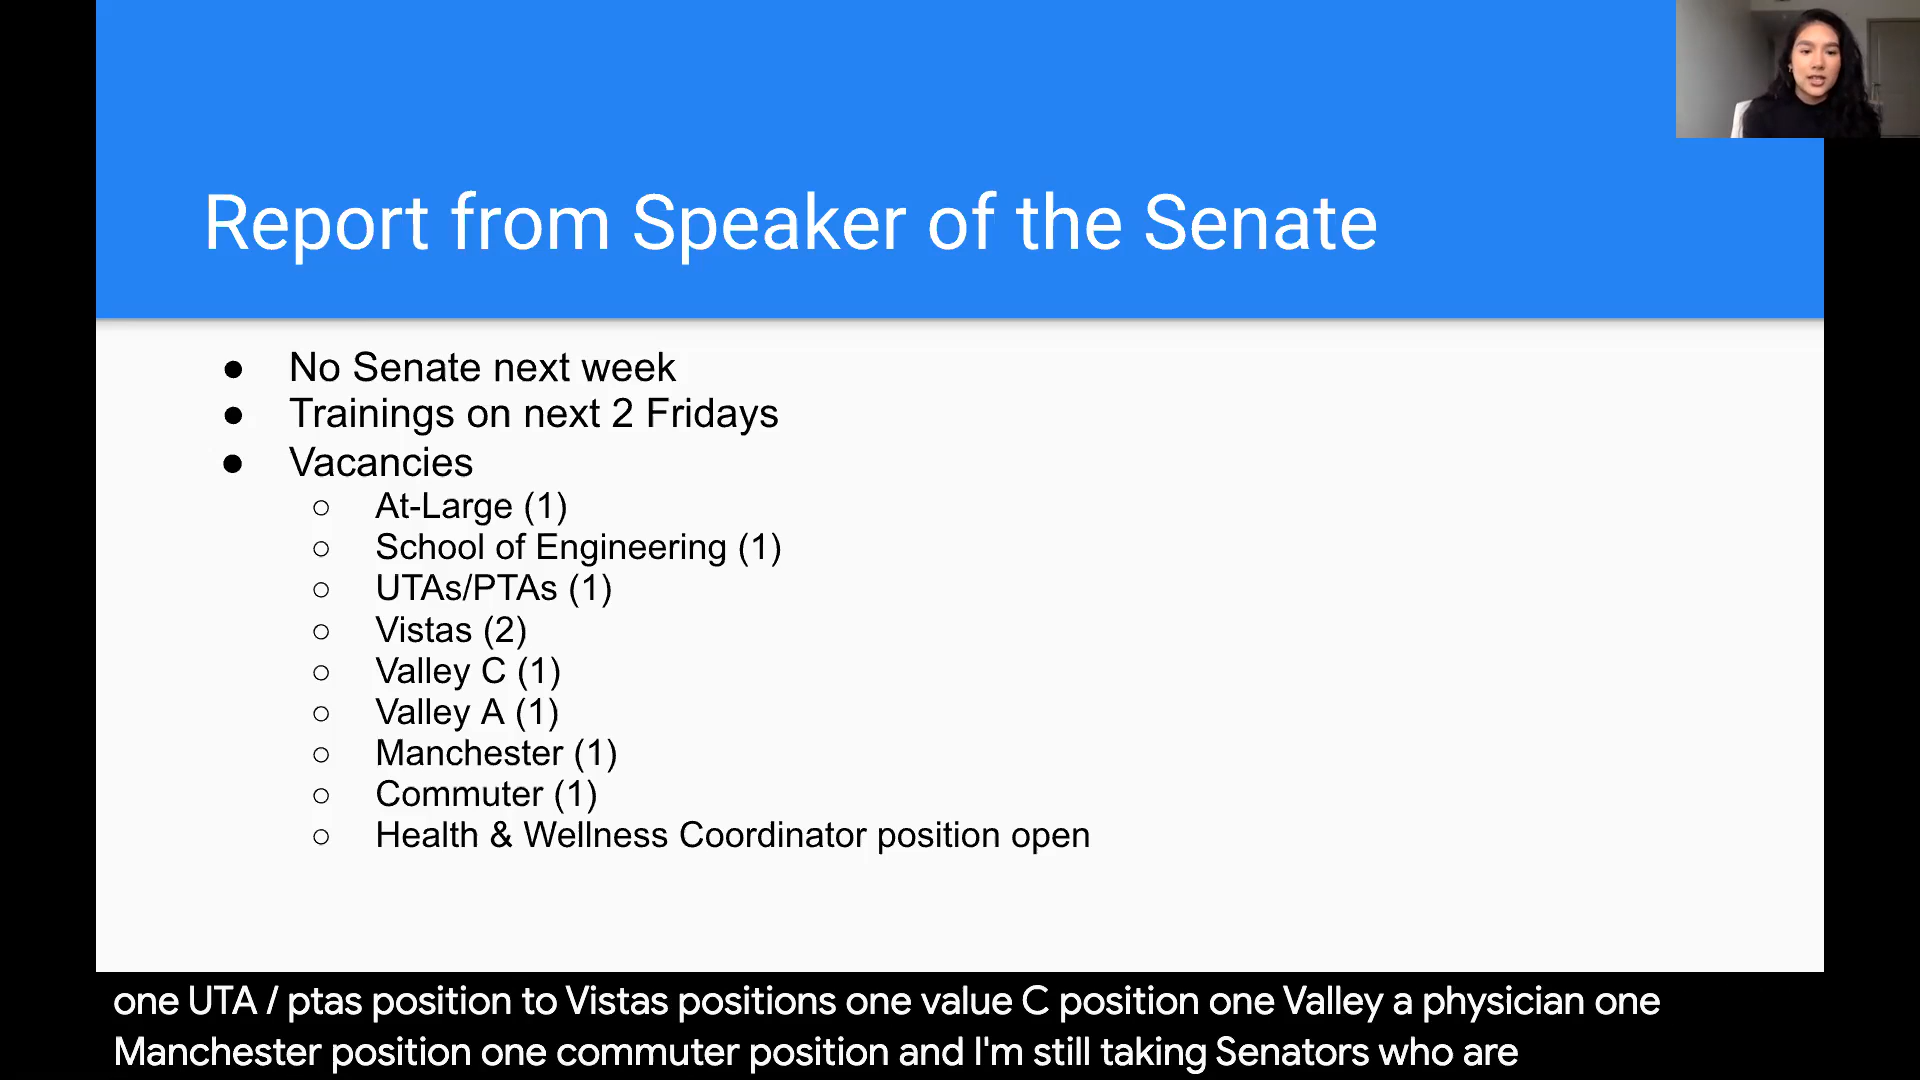 Report from Speaker of the Senate
● No Senate next week
● Trainings on next 2 Fridays
● Vacancies
○ At-Large (1)
○ School of Engineering (1)
○ UTAs/PTAs (1)
○ Vistas (2)
○ Valley C (1)
○ Valley A (1)
○ Manchester (1)
○ Commuter (1)
○ Health & Wellness Coordinator position open
one UTA / ptas position to Vistas positions one value C position one Valley a physician one
Manchester position one commuter position and I'm still taking Senators who are